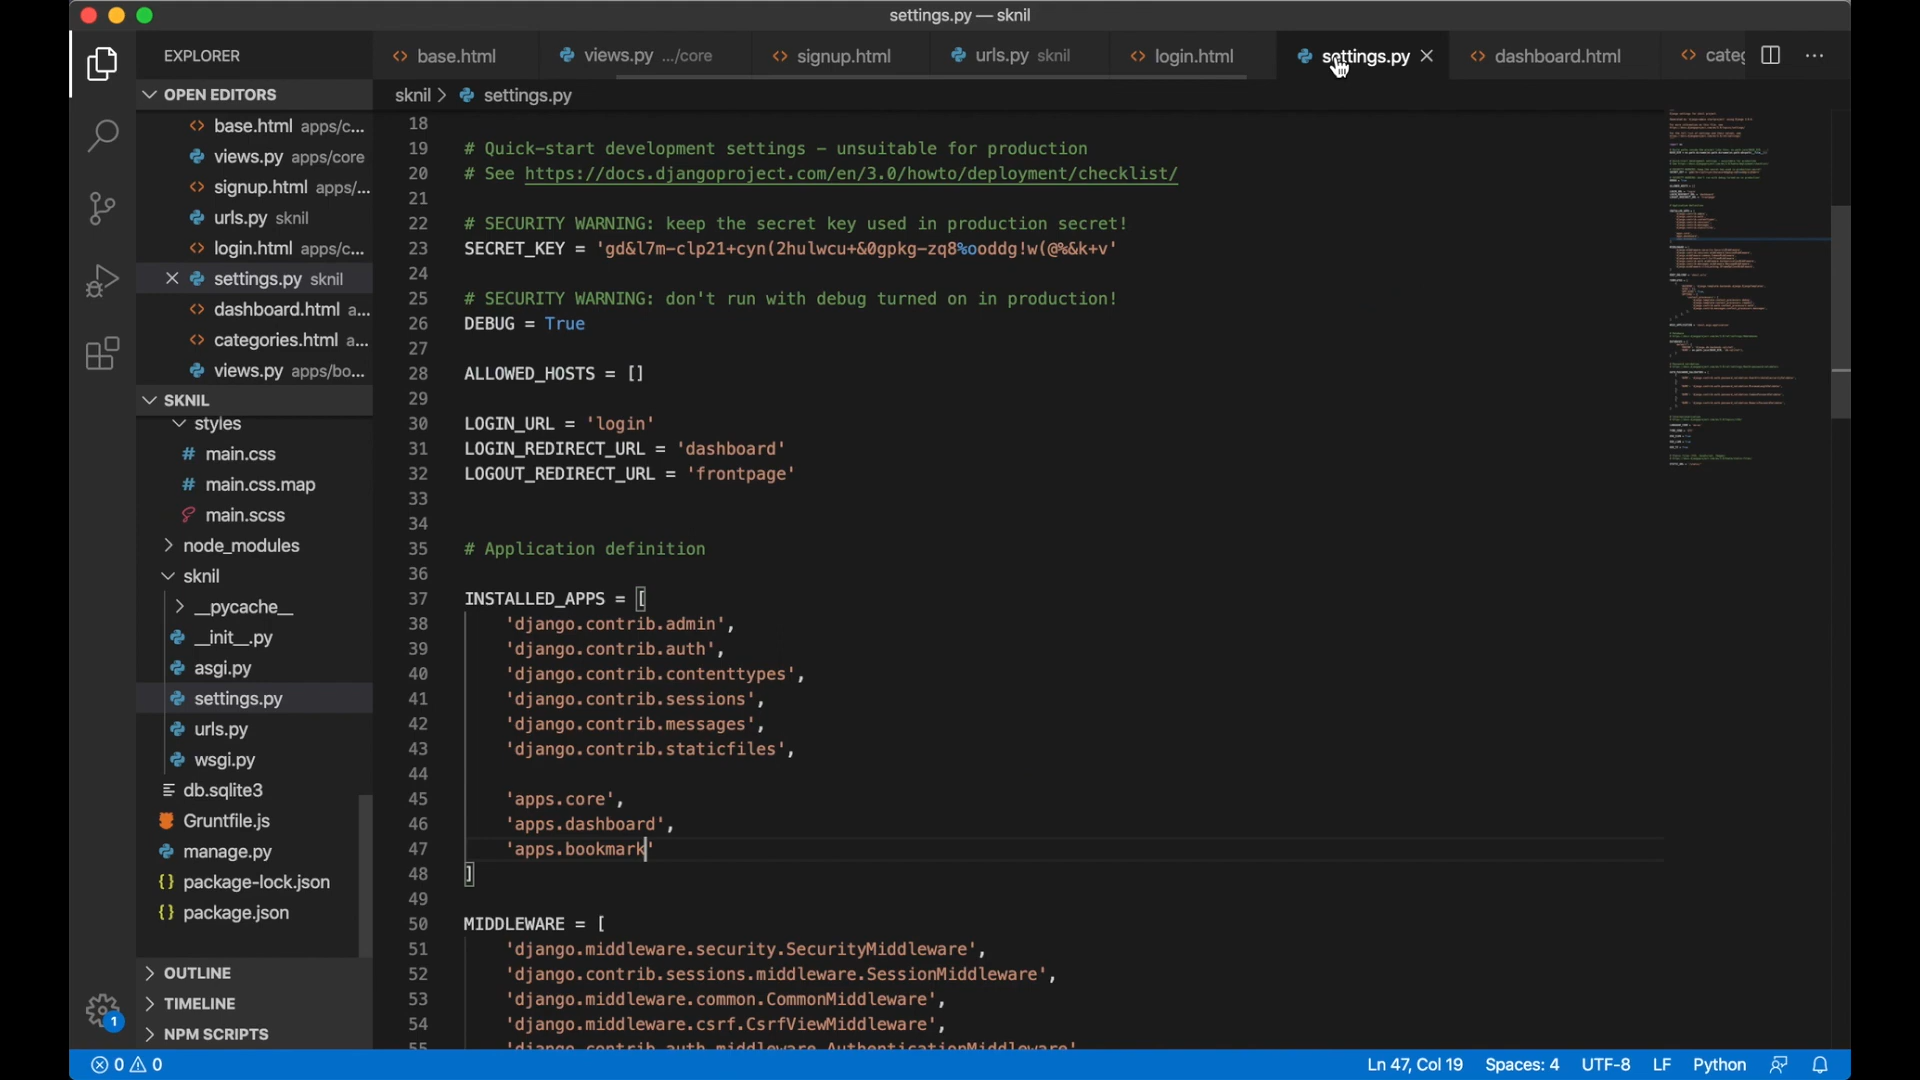 settings.py — sknil
EXPLORER
base.html
views.py .../core
signup.html
urls.py sknil
login.html
settings.py
dashboard.html
OPEN EDITORS
base.html apps/c...
views.py apps/core
signup.html apps/...
urls.py sknil
login.html apps/c...
settings.py sknil
dashboard.html a...
categories.html a...
views.py apps/bo...
SKNIL
styles
main.css
main.css.map
main.scss
node_modules
sknil
__pycache__
__init__.py
asgi.py
settings.py
urls.py
wsgi.py
db.sqlite3
Gruntfile.js
manage.py
package-lock.json
package.json
OUTLINE
TIMELINE
NPM SCRIPTS
sknil > settings.py
18
19 # Quick-start development settings - unsuitable for production
20 # See https://docs.djangoproject.com/en/3.0/howto/deployment/checklist/
21
22 # SECURITY WARNING: keep the secret key used in production secret!
23 SECRET_KEY = 'gd&l7m-clp21+cyn(2hulwcu+&0gpkg-zq8%ooddg!w(@%&k+v'
24
25 # SECURITY WARNING: don't run with debug turned on in production!
26 DEBUG = True
27
28 ALLOWED_HOSTS = []
29
30 LOGIN_URL = 'login'
31 LOGIN_REDIRECT_URL = 'dashboard'
32 LOGOUT_REDIRECT_URL = 'frontpage'
33
34
35 # Application definition
36
37 INSTALLED_APPS = [
38 'django.contrib.admin',
39 'django.contrib.auth',
40 'django.contrib.contenttypes',
41 'django.contrib.sessions',
42 'django.contrib.messages',
43 'django.contrib.staticfiles',
44
45 'apps.core',
46 'apps.dashboard',
47 'apps.bookmark'
48 ]
49
50 MIDDLEWARE = [
51 'django.middleware.security.SecurityMiddleware',
52 'django.contrib.sessions.middleware.SessionMiddleware',
53 'django.middleware.common.CommonMiddleware',
54 'django.middleware.csrf.CsrfViewMiddleware',
55 'django.contrib.auth.middleware.AuthenticationMiddleware'
1
0 0
Ln 47, Col 19
Spaces: 4
UTF-8
LF
Python